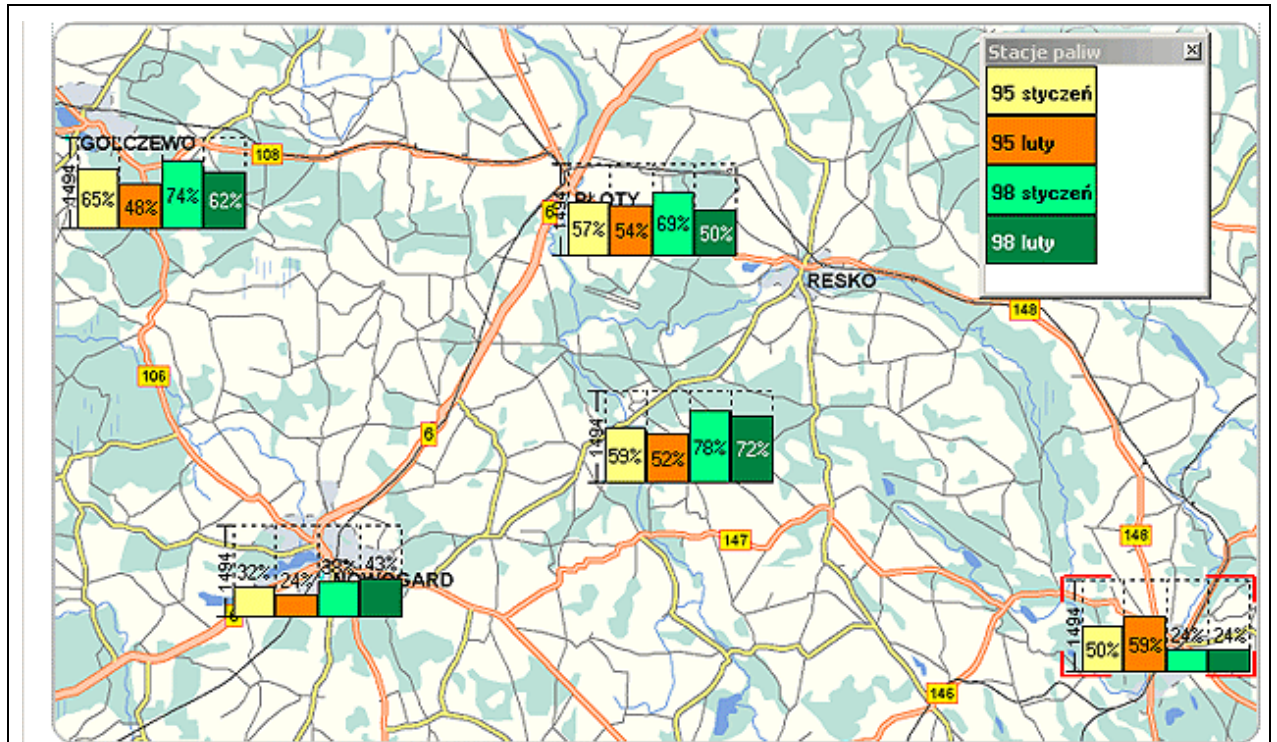 Stacje paliw
95 styczeń
95 luty
98 styczeń
98 luty
GOLCZEWO
108
1494
65% 48% 74% 62%
PŁOTY
6
1494
57% 54% 69% 50%
RESKO
148
106
6
1494
59% 52% 78% 72%
147
148
1494
32% 24% 43%
NOWOGARD
6
1494
50% 59% 24% 24%
146